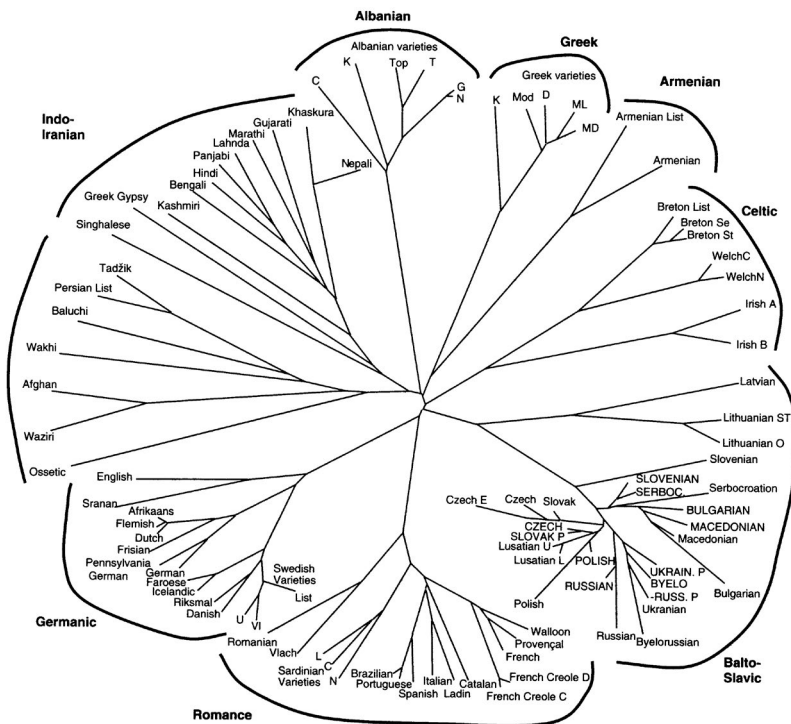 Albanian
Albanian varieties
C
K
Top
T
G
N
Greek
Greek varieties
K
Mod
D
ML
MD
Armenian
Armenian List
Armenian
Celtic
Breton List
Breton Se
Breton St
WelchC
WelchN
Irish A
Irish B
Latvian
Lithuanian ST
Lithuanian O
Slovenian
SLOVENIAN
SERBOC.
Serbocroation
BULGARIAN
MACEDONIAN
Macedonian
Bulgarian
UKRAIN. P
BYELO
-RUSS. P
Ukranian
Byelorussian
Russian
RUSSIAN
POLISH
Polish
Czech E
Czech
Slovak
CZECH
SLOVAK P
Lusatian U
Lusatian L
Balto-
Slavic
Walloon
Provençal
French
French Creole D
French Creole C
Catalan
Ladin
Italian
Spanish
Brazilian
Portuguese
Sardinian
Varieties
L
C
N
Vlach
Romanian
Romance
Swedish
Varieties
List
VI
U
Danish
Riksmal
Icelandic
Faroese
German
Pennsylvania
German
Frisian
Dutch
Flemish
Afrikaans
Sranan
English
Germanic
Ossetic
Waziri
Afghan
Wakhi
Baluchi
Persian List
Tadžik
Singhalese
Greek Gypsy
Kashmiri
Bengali
Hindi
Panjabi
Lahnda
Marathi
Gujarati
Khaskura
Nepali
Indo-
Iranian